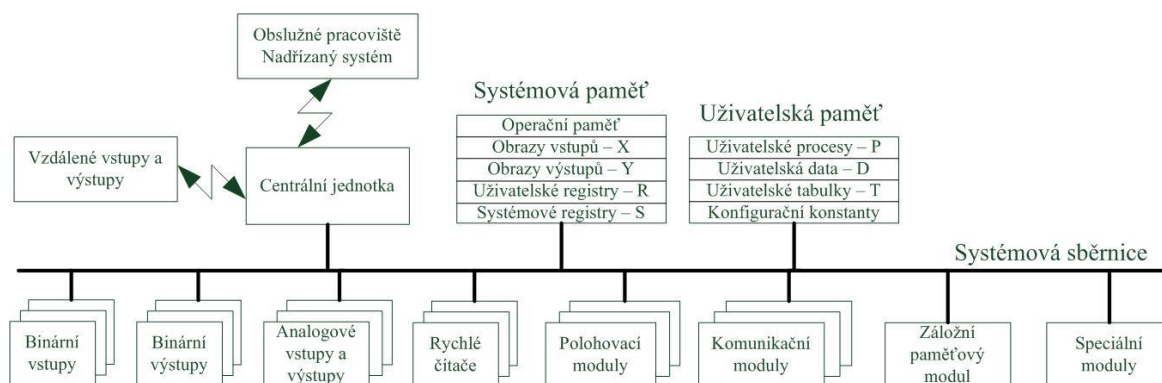 Obslužné pracoviště
Nadřízaný systém
Systémová paměť
Uživatelská paměť
Operační paměť
Obrazy vstupů – X
Obrazy výstupů – Y
Uživatelské registry – R
Systémové registry – S
Uživatelské procesy – P
Uživatelská data – D
Uživatelské tabulky – T
Konfigurační konstanty
Vzdálené vstupy a
výstupy
Centrální jednotka
Systémová sběrnice
Binární
vstupy
Binární
výstupy
Analogové
vstupy a
výstupy
Rychlé
čítače
Polohovací
moduly
Komunikační
moduly
Záložní
paměťový
modul
Speciální
moduly